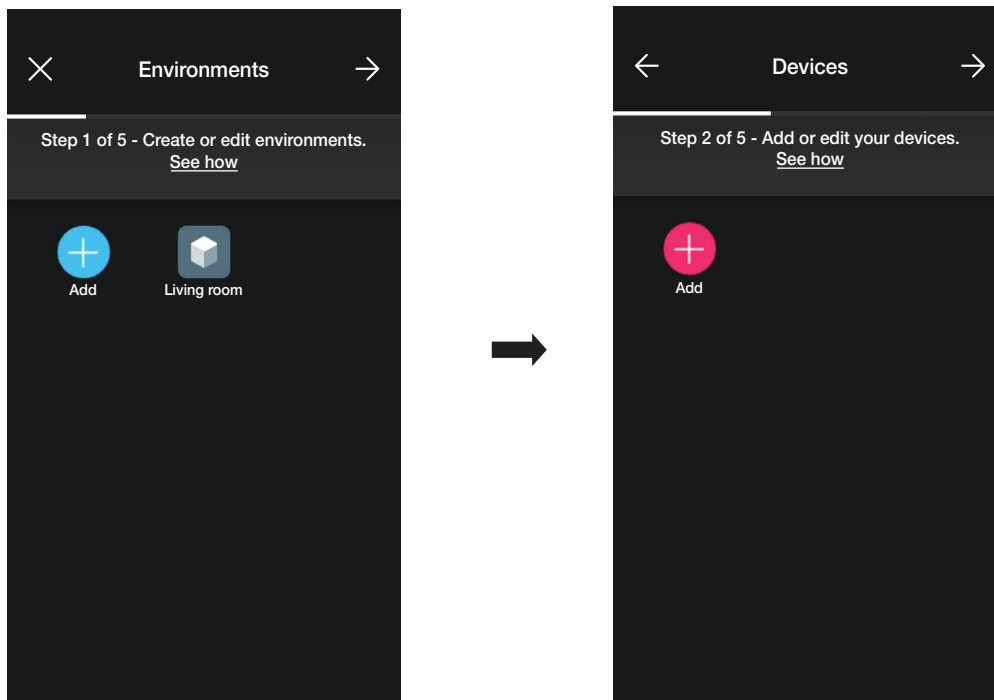 Environments
Step 1 of 5 - Create or edit environments.
See how
Add
Living room
Devices
Step 2 of 5 - Add or edit your devices.
See how
Add